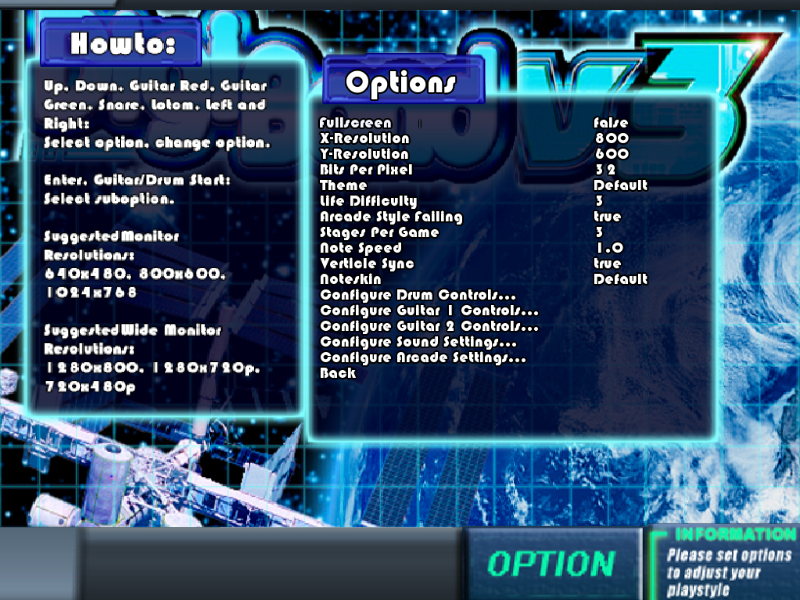 Howto:
Up, Down, Guitar Red, Guitar
Green, Snare, Lotom, Left and
Right:
Select option, change option.
Enter, Guitar/Drum Start:
Select suboption.
Suggested Monitor
Resolutions:
640x480, 800x600,
1024x768
Suggested Wide Monitor
Resolutions:
1280x800, 1280x720p,
720x480p
v3
Options
Fullscreen false
X-Resolution 800
Y-Resolution 600
Bits Per Pixel 32
Theme Default
Life Difficulty 3
Arcade Style Failing true
Stages Per Game 3
Note Speed 1.0
Verticle Sync true
Noteskin Default
Configure Drum Controls...
Configure Guitar 1 Controls...
Configure Guitar 2 Controls...
Configure Sound Settings...
Configure Arcade Settings...
Back
OPTION
INFORMATION
Please set options
to adjust your
playstyle